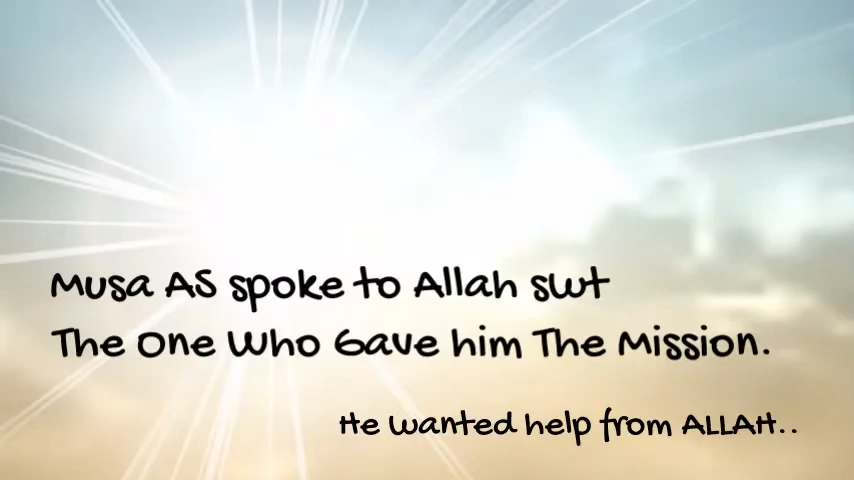 Musa AS spoke to Allah swt
The One Who Gave him The Mission.
He wanted help from ALLAH..